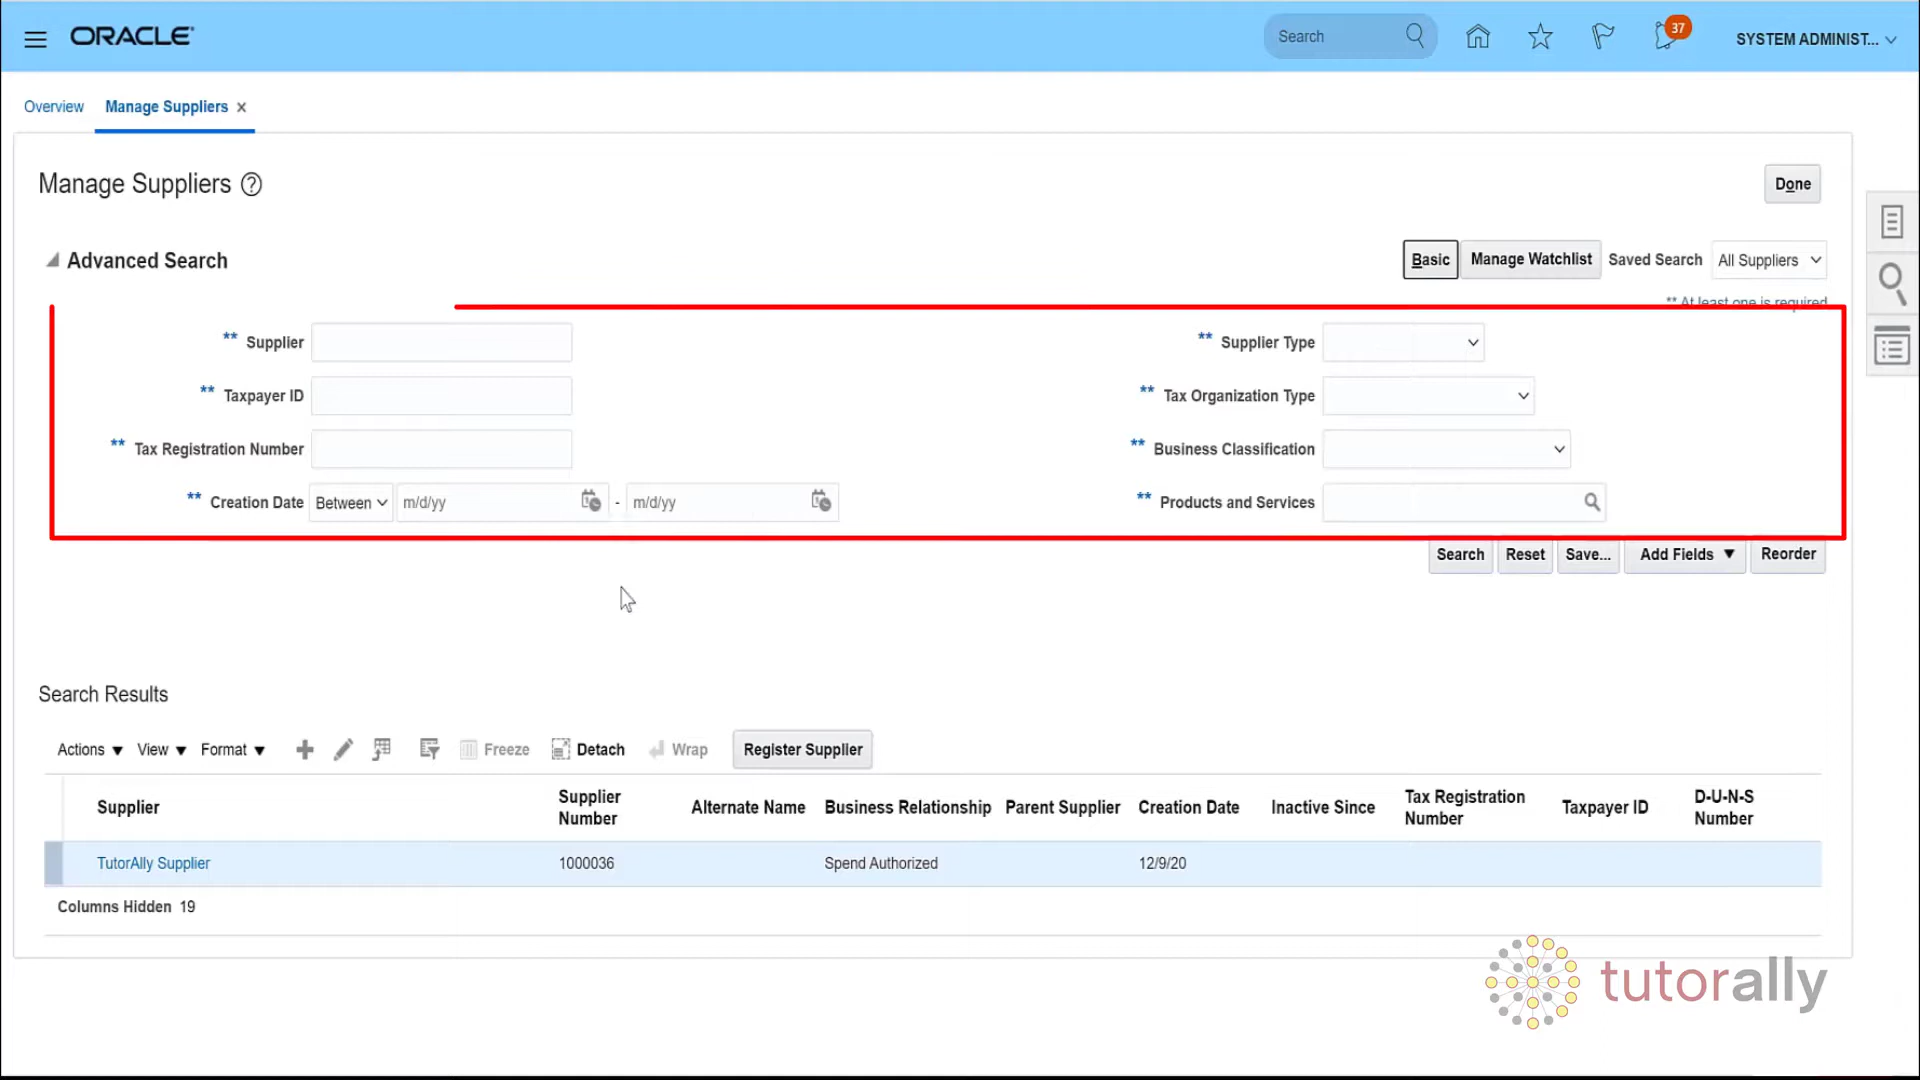 ORACLE
Search
37
SYSTEM ADMINIST...
Overview
Manage Suppliers
Manage Suppliers
Done
Advanced Search
Basic
Manage Watchlist
Saved Search
All Suppliers
** At least one is required
** Supplier
** Supplier Type
** Taxpayer ID
** Tax Organization Type
** Tax Registration Number
** Business Classification
** Creation Date Between m/d/yy - m/d/yy
** Products and Services
Search
Reset
Save...
Add Fields
Reorder
Search Results
Actions View Format Freeze Detach Wrap Register Supplier
Supplier
Supplier Number
Alternate Name
Business Relationship
Parent Supplier
Creation Date
Inactive Since
Tax Registration Number
Taxpayer ID
D-U-N-S Number
TutorAlly Supplier 1000036 Spend Authorized 12/9/20
Columns Hidden 19
tutorally